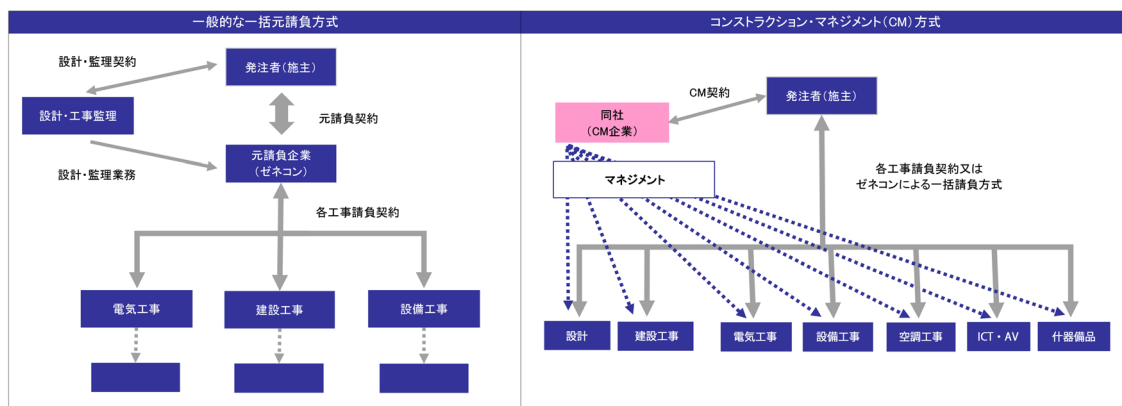 一般的な一括元請負方式
設計・監理契約
発注者(施主)
設計・工事監理
元請負契約
元請負企業
(ゼネコン)
設計・監理業務
各工事請負契約
電気工事
建設工事
設備工事
コンストラクション・マネジメント(CM)方式
CM契約
発注者(施主)
同社
(CM企業)
マネジメント
各工事請負契約又は
ゼネコンによる一括請負方式
設計
建設工事
電気工事
設備工事
空調工事
ICT・AV
什器備品